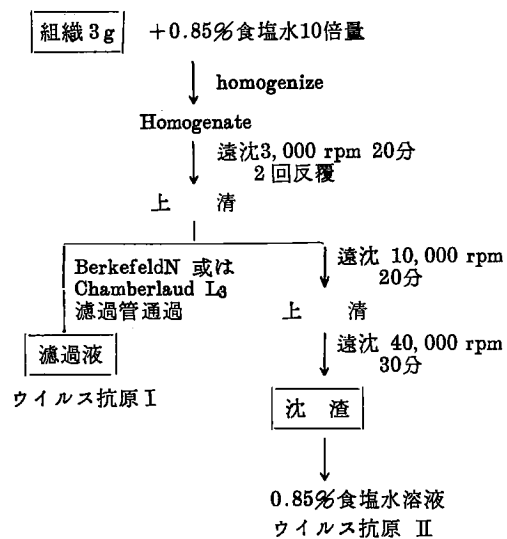 組織3g +0.85%食塩水10倍量
homogenize
Homogenate
遠沈3,000 rpm 20分
2回反覆
上 清
BerkefeldN 或は
Chamberlaud L3
濾過管通過
濾過液
ウイルス抗原I
遠沈 10,000 rpm
20分
上 清
遠沈 40,000 rpm
30分
沈 渣
0.85%食塩水溶液
ウイルス抗原 II